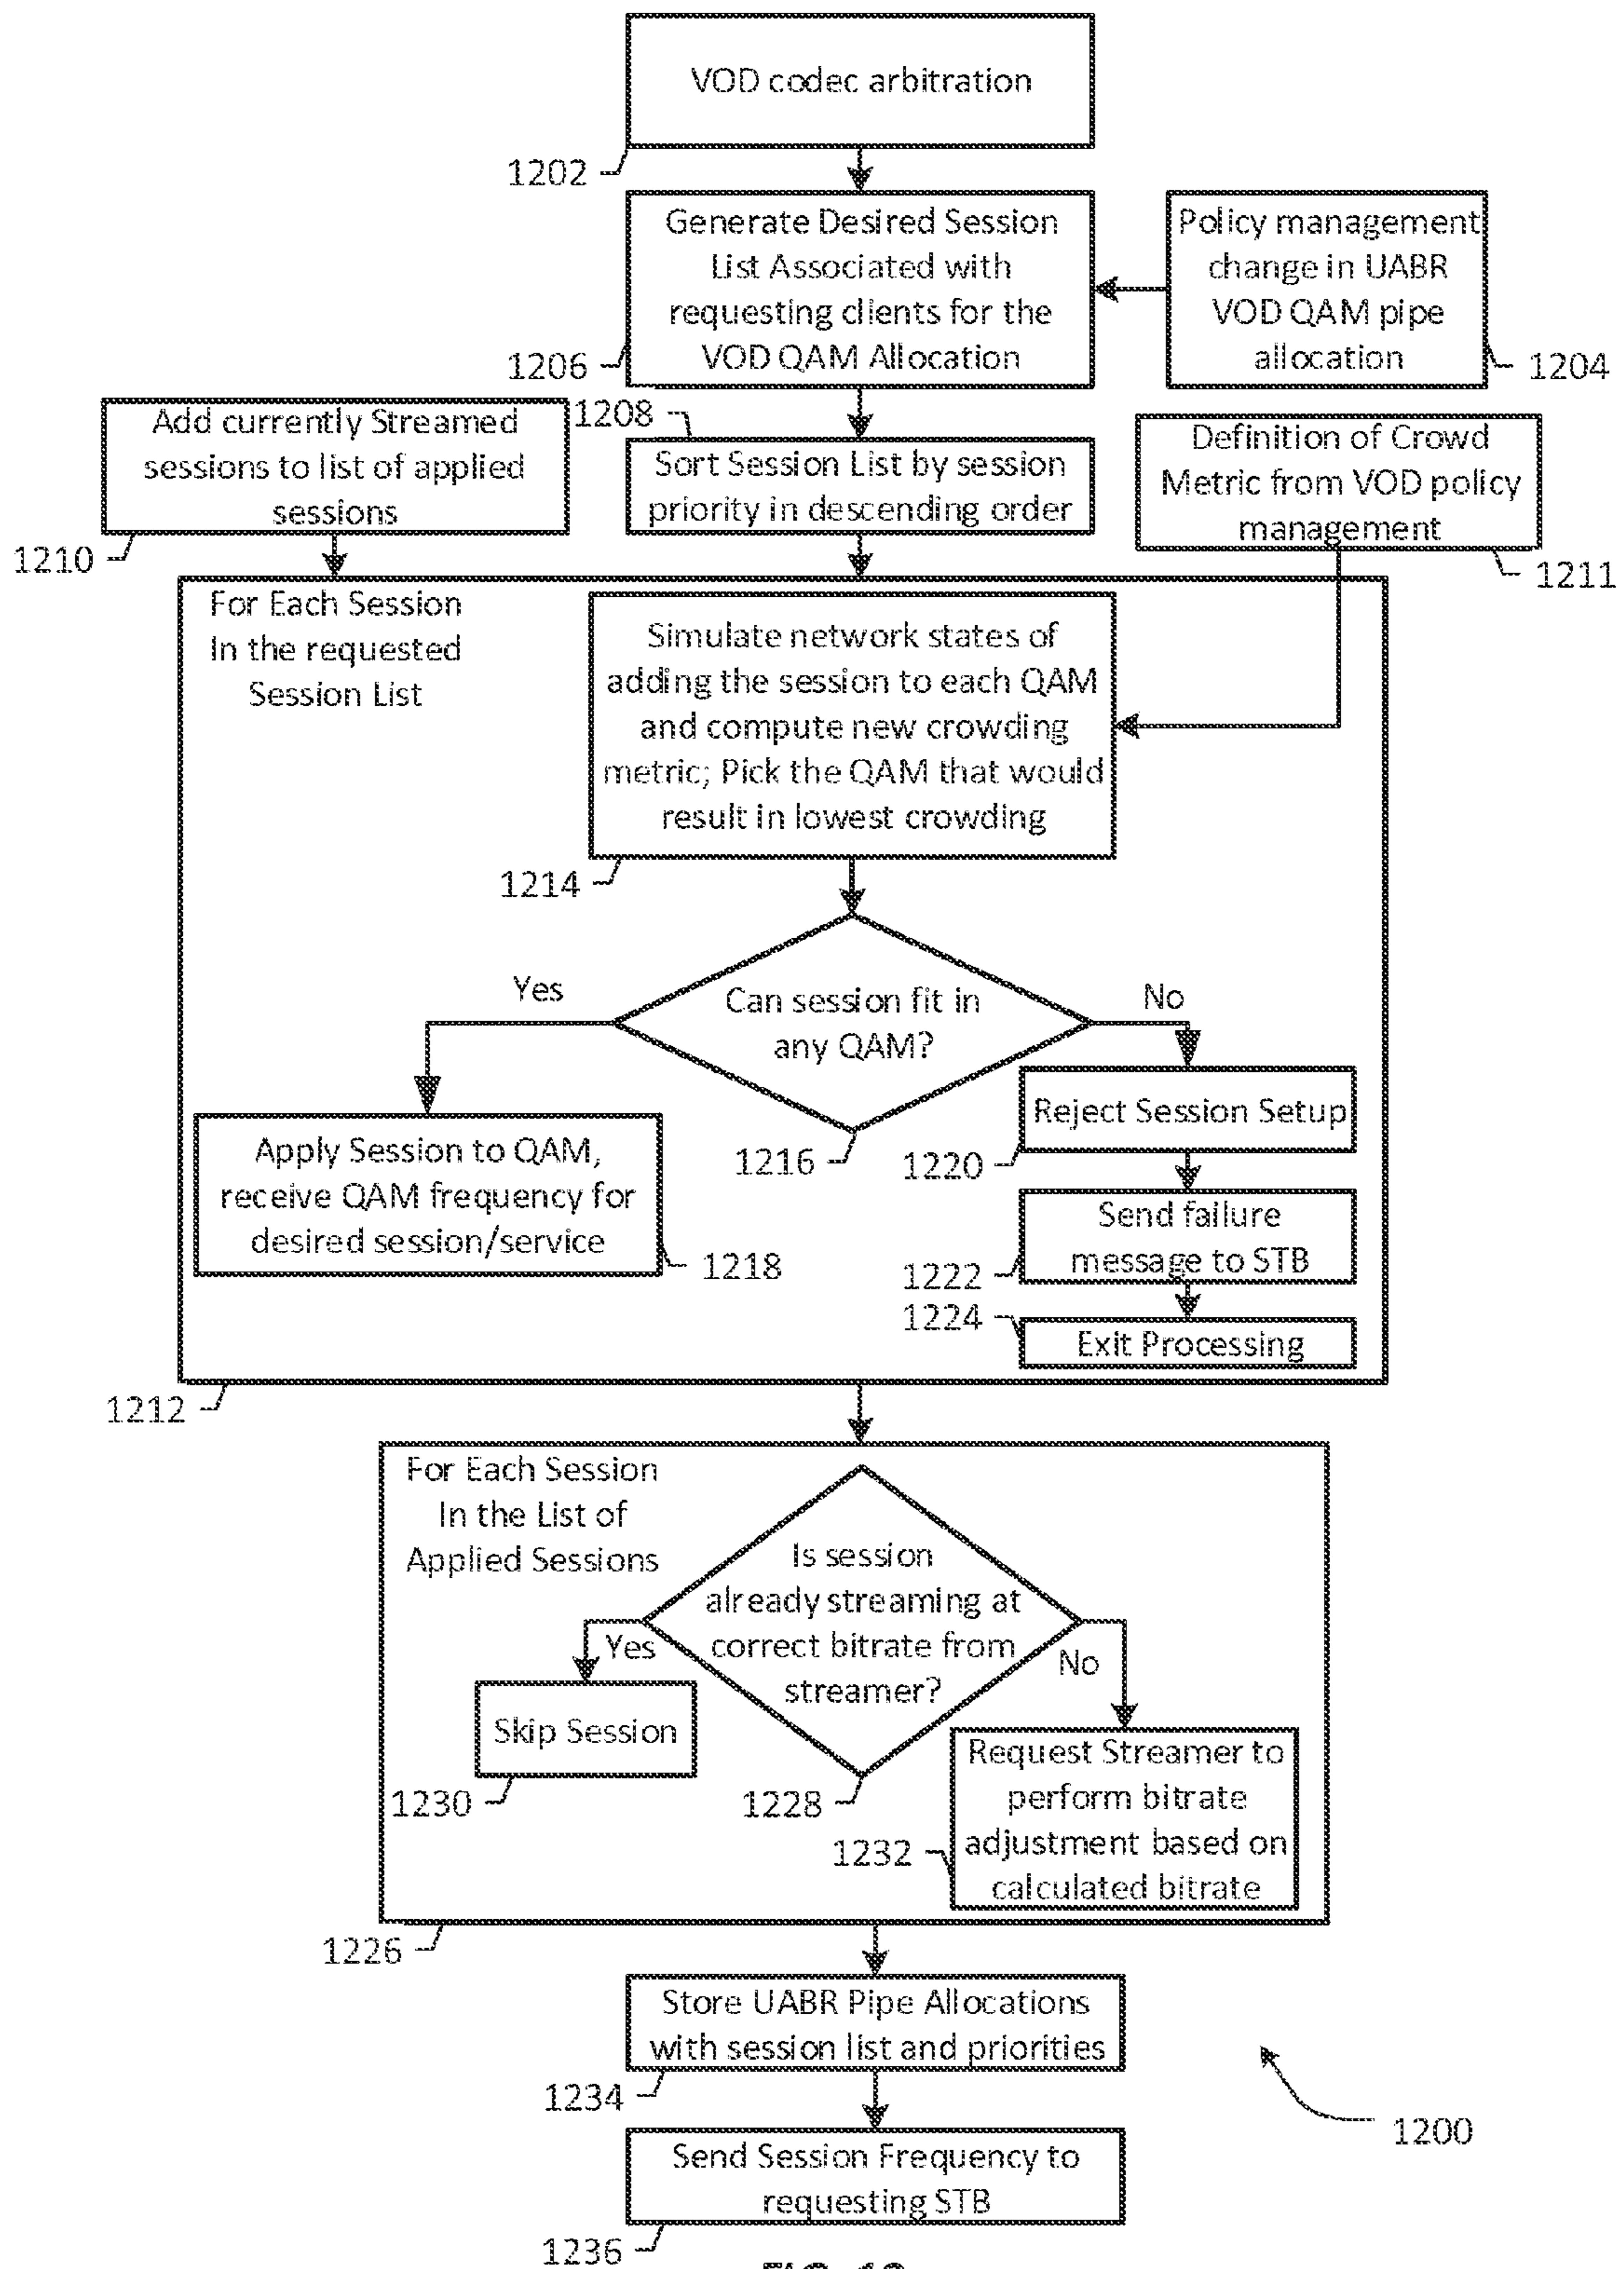 VOD codec arbitration
1202
Generate Desired Session
List Associated with
requesting clients for the
VOD QAM Allocation
1206
Policy management
change in UABR
VOD QAM pipe
allocation
1204
Add currently Streamed
sessions to list of applied
sessions
1210
1208
Sort Session List by session
priority in descending order
Definition of Crowd
Metric from VOD policy
management
1211
For Each Session
In the requested
Session List
Simulate network states of
adding the session to each QAM
and compute new crowding
metric; Pick the QAM that would
result in lowest crowding
1214
Yes
Can session fit in
any QAM?
No
1216
Apply Session to QAM,
receive QAM frequency for
desired session/service
1218
Reject Session Setup
1220
Send failure
message to STB
1222
1224
Exit Processing
1212
For Each Session
In the List of
Applied Sessions
Is session
already streaming at
correct bitrate from
streamer?
Yes
No
Skip Session
1230
1228
Request Streamer to
perform bitrate
adjustment based on
calculated bitrate
1232
1226
Store UABR Pipe Allocations
with session list and priorities
1234
1200
Send Session Frequency to
requesting STB
1236